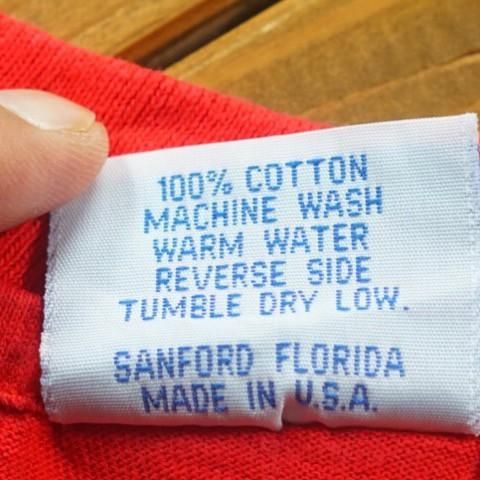 100% COTTON
MACHINE WASH
WARM WATER
REVERSE SIDE
TUMBLE DRY LOW.
SANFORD FLORIDA
MADE IN U.S.A.